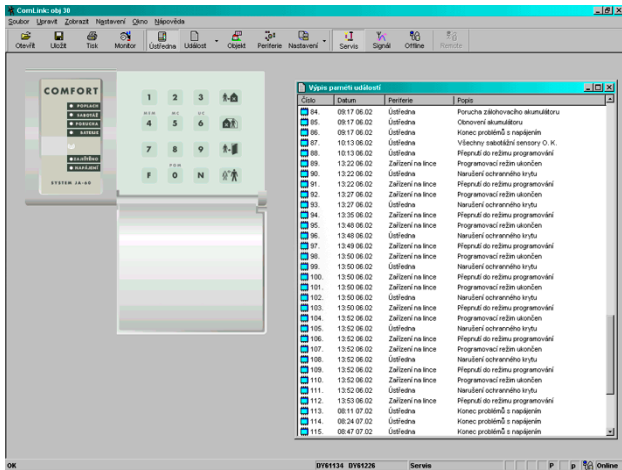 ComLink: obj 30
Soubor Upravit Zobrazit Nastavení Okno Nápověda
Otevřít Uložit Tisk Monitor Ústředna Událost Objekt Periferie Nastavení Servis Signál Offline Remote
COMFORT
POPLACH
SABOTÁŽ
PORUCHA
BATERIE
ZAJIŠTĚNO
NAPÁJENÍ
SYSTEM JA-60
1 2 3
MEM
4 5 6
7 8 9
PGM
F 0 N
Výpis paměti událostí
Číslo Datum Periferie Popis
84. 09:17 06.02 Ústředna Porucha zálohovacího akumulátoru
85. 09:17 06.02 Ústředna Obnovení akumulátoru
86. 09:17 06.02 Ústředna Konec problémů s napájením
87. 10:13 06.02 Ústředna Všechny sabotážní sensory O. K.
88. 10:13 06.02 Ústředna Přepnutí do režimu programování
89. 13:22 06.02 Zařízení na lince Programovací režim ukončen
90. 13:22 06.02 Ústředna Narušení ochranného krytu
91. 13:22 06.02 Zařízení na lince Přepnutí do režimu programování
92. 13:27 06.02 Zařízení na lince Programovací režim ukončen
93. 13:27 06.02 Ústředna Narušení ochranného krytu
94. 13:35 06.02 Zařízení na lince Přepnutí do režimu programování
95. 13:48 06.02 Zařízení na lince Programovací režim ukončen
96. 13:48 06.02 Ústředna Narušení ochranného krytu
97. 13:49 06.02 Zařízení na lince Přepnutí do režimu programování
98. 13:50 06.02 Zařízení na lince Programovací režim ukončen
99. 13:50 06.02 Ústředna Narušení ochranného krytu
100. 13:50 06.02 Zařízení na lince Přepnutí do režimu programování
101. 13:50 06.02 Zařízení na lince Programovací režim ukončen
102. 13:50 06.02 Ústředna Narušení ochranného krytu
103. 13:50 06.02 Zařízení na lince Přepnutí do režimu programování
104. 13:52 06.02 Zařízení na lince Programovací režim ukončen
105. 13:52 06.02 Ústředna Narušení ochranného krytu
106. 13:52 06.02 Zařízení na lince Přepnutí do režimu programování
107. 13:52 06.02 Zařízení na lince Programovací režim ukončen
108. 13:52 06.02 Ústředna Narušení ochranného krytu
109. 13:52 06.02 Zařízení na lince Přepnutí do režimu programování
110. 13:52 06.02 Zařízení na lince Programovací režim ukončen
111. 13:52 06.02 Ústředna Narušení ochranného krytu
112. 13:53 06.02 Zařízení na lince Přepnutí do režimu programování
113. 08:11 07.02 Ústředna Konec problémů s napájením
114. 08:24 07.02 Ústředna Konec problémů s napájením
115. 08:47 07.02 Ústředna Konec problémů s napájením
OK DY61134 DY61226 Servis P p Online